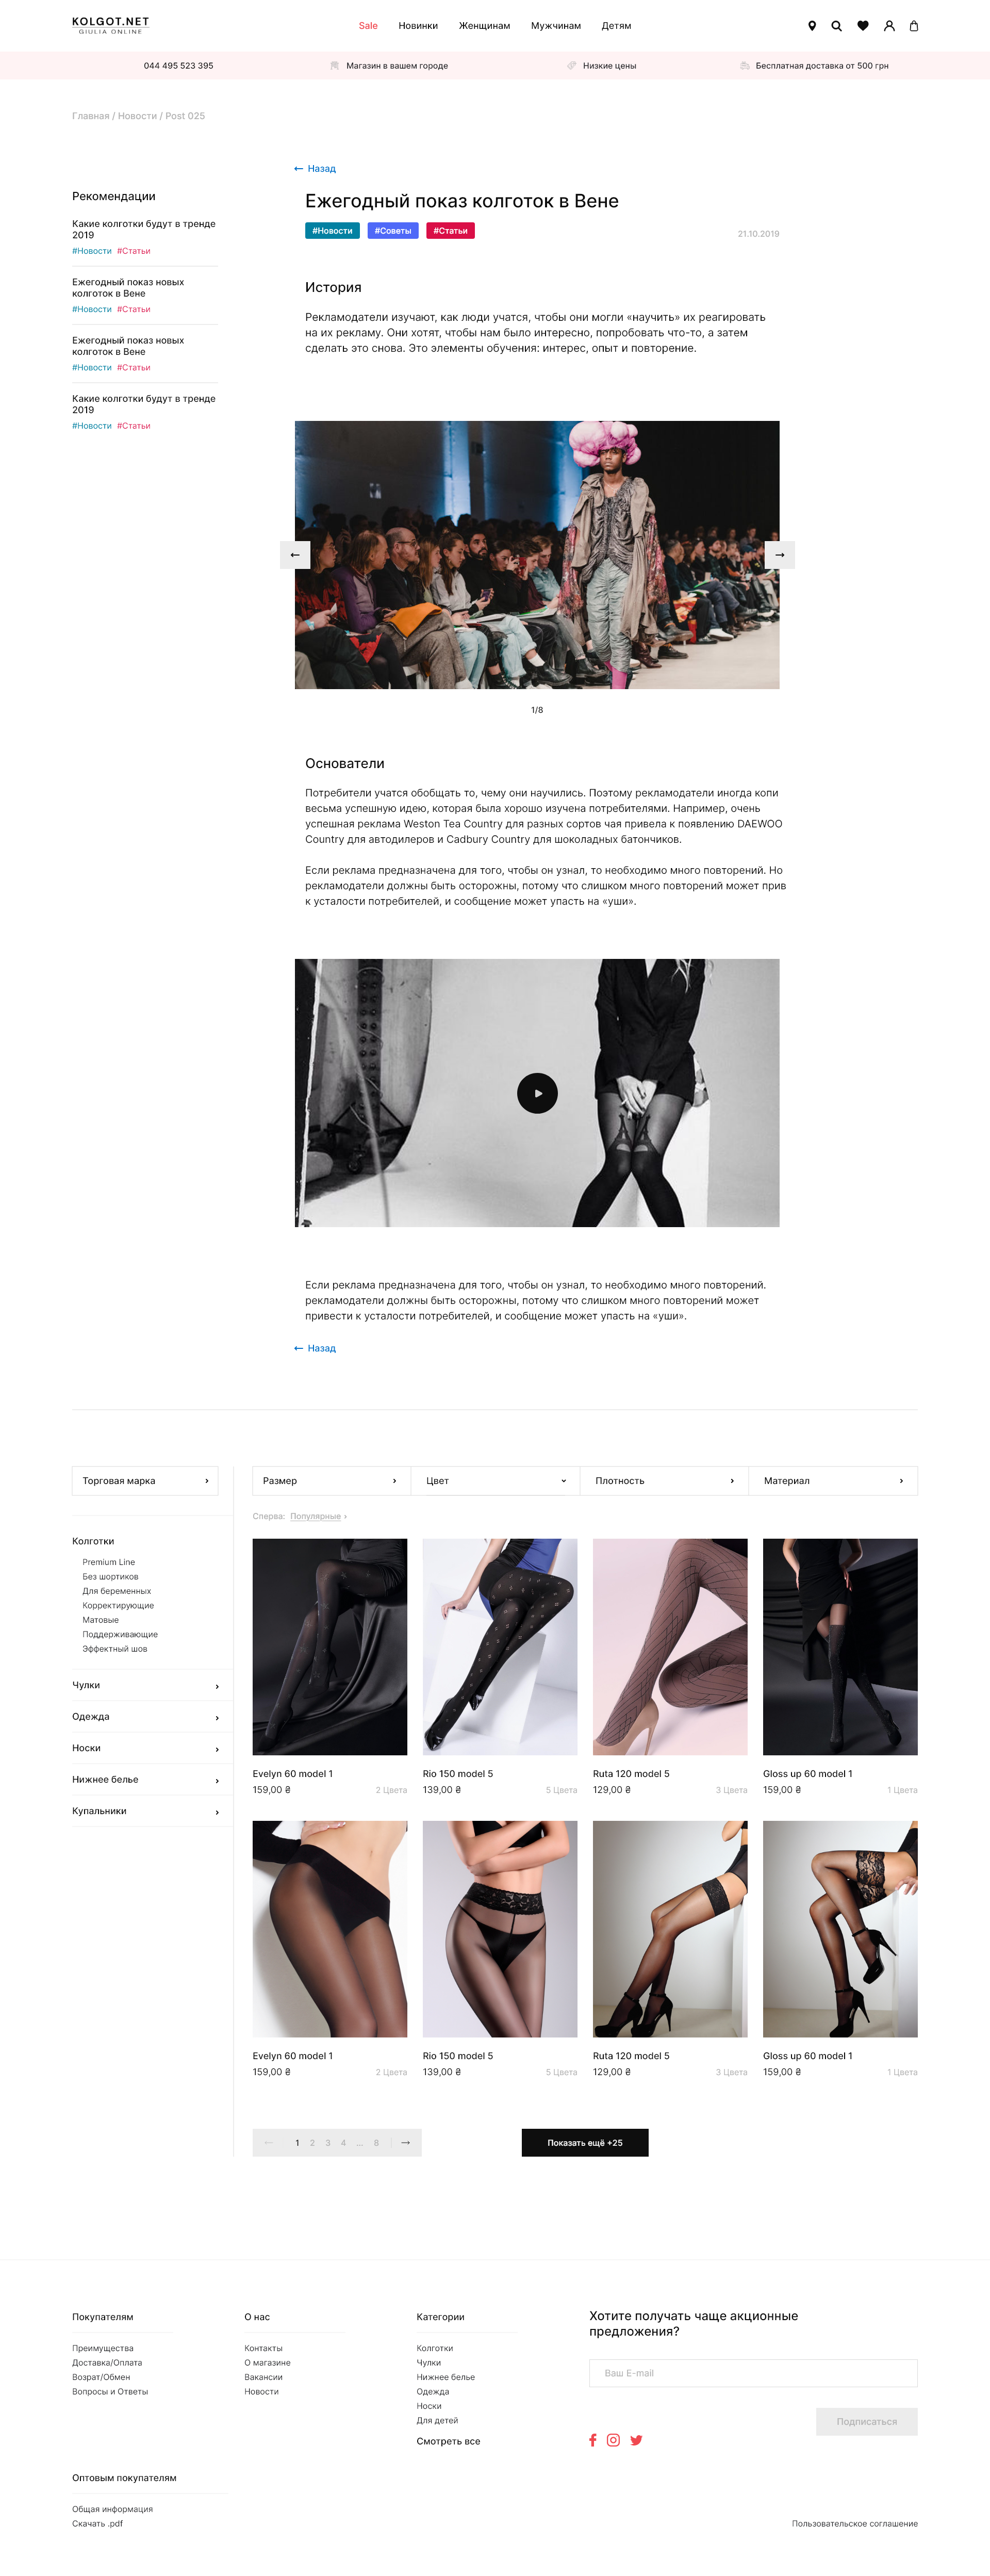 KOLGOT.NET
GIULIA ONLINE
Sale Новинки Женщинам Мужчинам Детям
044 495 523 395 Магазин в вашем городе Низкие цены Бесплатная доставка от 500 грн
Главная / Новости / Post 025
← Назад
Рекомендации
Какие колготки будут в тренде
2019
#Новости #Статьи
Ежегодный показ новых
колготок в Вене
#Новости #Статьи
Ежегодный показ новых
колготок в Вене
#Новости #Статьи
Какие колготки будут в тренде
2019
#Новости #Статьи
Ежегодный показ колготок в Вене
#Новости #Советы #Статьи
21.10.2019
История
Рекламодатели изучают, как люди учатся, чтобы они могли «научить» их реагировать
на их рекламу. Они хотят, чтобы нам было интересно, попробовать что-то, а затем
сделать это снова. Это элементы обучения: интерес, опыт и повторение.
← →
1/8
Основатели
Потребители учатся обобщать то, чему они научились. Поэтому рекламодатели иногда копи
весьма успешную идею, которая была хорошо изучена потребителями. Например, очень
успешная реклама Weston Tea Country для разных сортов чая привела к появлению DAEWOO
Country для автодилеров и Cadbury Country для шоколадных батончиков.
Если реклама предназначена для того, чтобы он узнал, то необходимо много повторений. Но
рекламодатели должны быть осторожны, потому что слишком много повторений может прив
к усталости потребителей, и сообщение может упасть на «уши».
Если реклама предназначена для того, чтобы он узнал, то необходимо много повторений.
рекламодатели должны быть осторожны, потому что слишком много повторений может
привести к усталости потребителей, и сообщение может упасть на «уши».
← Назад
Торговая марка
Колготки
Premium Line
Без шортиков
Для беременных
Корректирующие
Матовые
Поддерживающие
Эффектный шов
Чулки
Одежда
Носки
Нижнее белье
Купальники
Размер Цвет Плотность Материал
Сперва: Популярные
Evelyn 60 model 1 Rio 150 model 5 Ruta 120 model 5 Gloss up 60 model 1
159,00 ₴ 2 Цвета 139,00 ₴ 5 Цвета 129,00 ₴ 3 Цвета 159,00 ₴ 1 Цвета
Evelyn 60 model 1 Rio 150 model 5 Ruta 120 model 5 Gloss up 60 model 1
159,00 ₴ 2 Цвета 139,00 ₴ 5 Цвета 129,00 ₴ 3 Цвета 159,00 ₴ 1 Цвета
← 1 2 3 4 ... 8 →
Показать ещё +25
Покупателям
Преимущества
Доставка/Оплата
Возрат/Обмен
Вопросы и Ответы
О нас
Контакты
О магазине
Вакансии
Новости
Категории
Колготки
Чулки
Нижнее белье
Одежда
Носки
Для детей
Смотреть все
Хотите получать чаще акционные
предложения?
Ваш E-mail
Подписаться
Оптовым покупателям
Общая информация
Скачать .pdf
Пользовательское соглашение